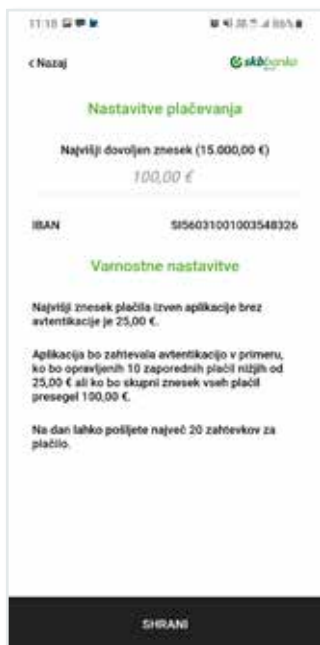 11:18 86%
< Nazaj skb banka
Nastavitve plačevanja
Najvišji dovoljen znesek (15.000,00 €)
100,00 €
IBAN SI56031001003548326
Varnostne nastavitve
Najvišji znesek plačila izven aplikacije brez
avtentikacije je 25,00 €.
Aplikacija bo zahtevala avtentikacijo v primeru,
ko bo opravljenih 10 zaporednih plačil nižjih od
25,00 € ali ko bo skupni znesek vseh plačil
presegel 100,00 €.
Na dan lahko pošljete največ 20 zahtevkov za
plačilo.
SHRANI